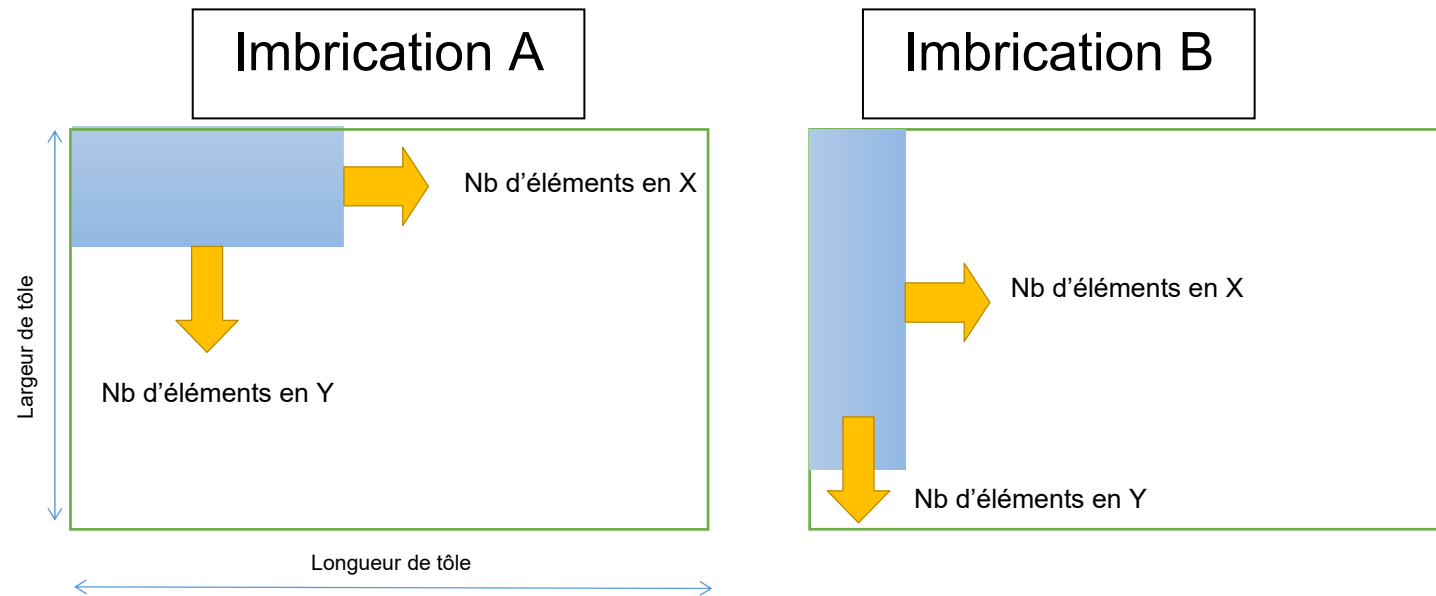 Imbrication A
Imbrication B
Nb d’éléments en X
Nb d’éléments en Y
Largeur de tôle
Longueur de tôle
Nb d’éléments en X
Nb d’éléments en Y